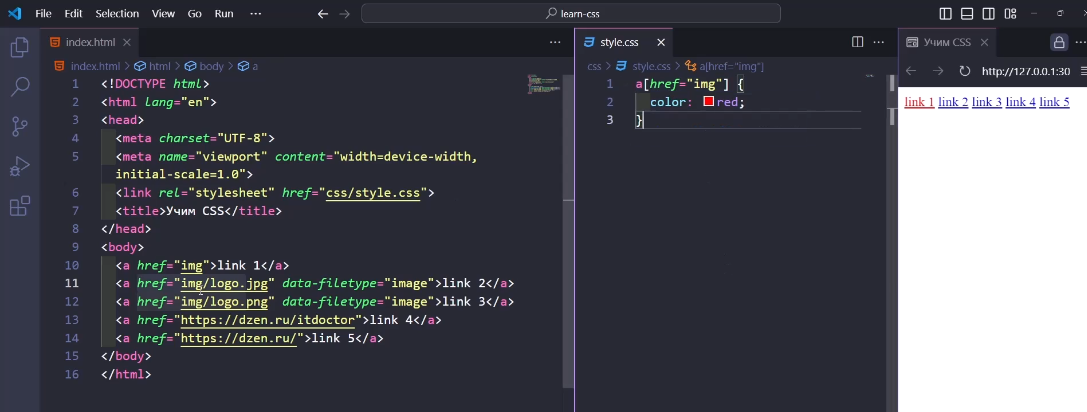 File Edit Selection View Go Run ··· learn-css
index.html
index.html > html > body > a
1 <!DOCTYPE html>
2 <html lang="en">
3 <head>
4 <meta charset="UTF-8">
5 <meta name="viewport" content="width=device-width,
initial-scale=1.0">
6 <link rel="stylesheet" href="css/style.css">
7 <title>Учим CSS</title>
8 </head>
9 <body>
10 <a href="img">link 1</a>
11 <a href="img/logo.jpg" data-filetype="image">link 2</a>
12 <a href="img/logo.png" data-filetype="image">link 3</a>
13 <a href="https://dzen.ru/itdoctor">link 4</a>
14 <a href="https://dzen.ru/">link 5</a>
15 </body>
16 </html>
style.css
css > style.css > a[href="img"]
1 a[href="img"] {
2 color: red;
3 }
Учим CSS
http://127.0.0.1:30
link 1 link 2 link 3 link 4 link 5